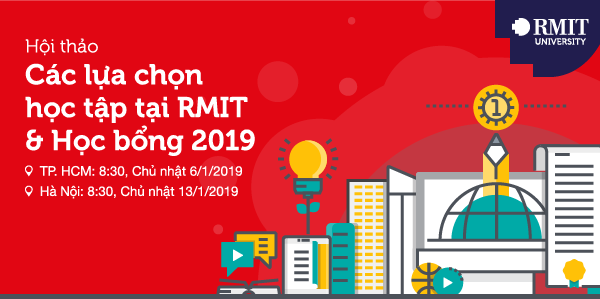 RMIT
UNIVERSITY
Hội thảo
Các lựa chọn
học tập tại RMIT
& Học bổng 2019
TP. HCM: 8:30, Chủ nhật 6/1/2019
Hà Nội: 8:30, Chủ nhật 13/1/2019
1